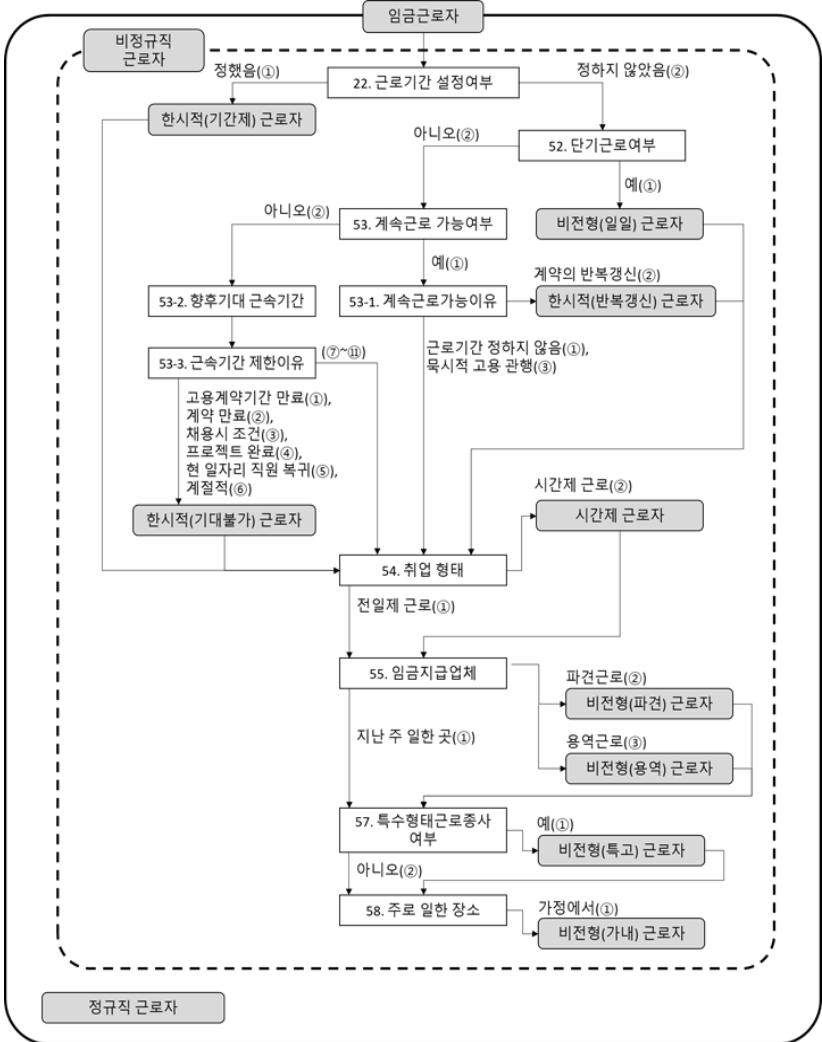 임금근로자
비정규직
근로자
정했음(①)
정하지 않았음(②)
22. 근로기간 설정여부
한시적(기간제) 근로자
아니오(②)
52. 단기근로여부
예(①)
아니오(②)
53. 계속근로 가능여부
비전형(일일) 근로자
예(①)
계약의 반복갱신(②)
53-2. 향후기대 근속기간
53-1. 계속근로가능이유
한시적(반복갱신) 근로자
53-3. 근속기간 제한이유
(⑦~⑪)
근로기간 정하지 않음(①),
묵시적 고용 관행(③)
고용계약기간 만료(①),
계약 만료(②),
채용시 조건(③),
프로젝트 완료(④),
현 일자리 직원 복귀(⑤),
계절적(⑥)
시간제 근로(②)
한시적(기대불가) 근로자
시간제 근로자
54. 취업 형태
전일제 근로(①)
55. 임금지급업체
파견근로(②)
비전형(파견) 근로자
지난 주 일한 곳(①)
용역근로(③)
비전형(용역) 근로자
57. 특수형태근로종사
여부
예(①)
비전형(특고) 근로자
아니오(②)
58. 주로 일한 장소
가정에서(①)
비전형(가내) 근로자
정규직 근로자